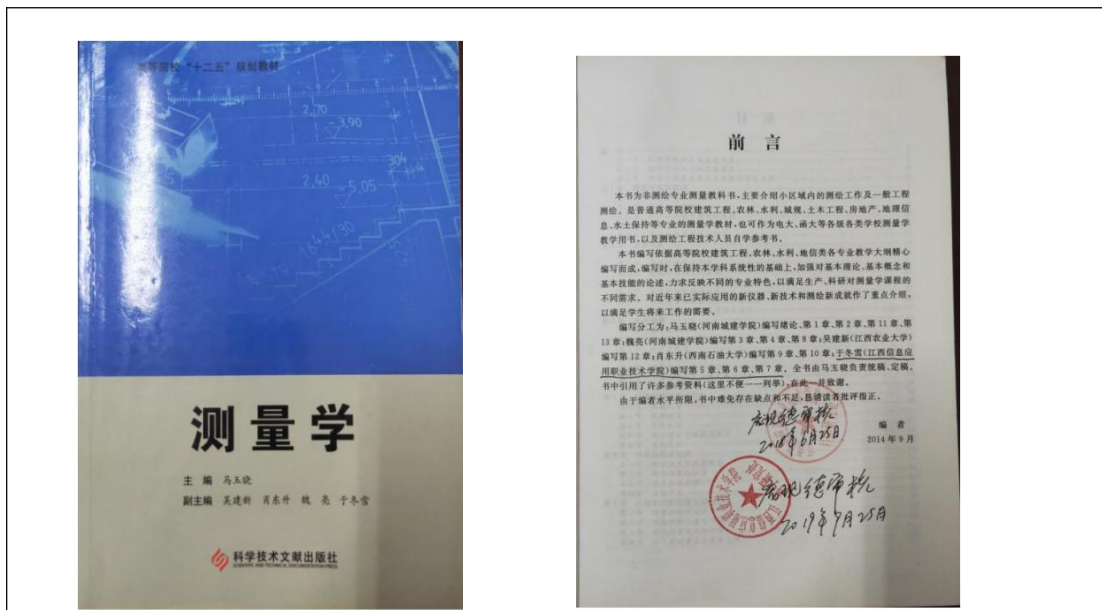 高等院校“十二五”规划教材
2,70
-3,90
304
2,40
-5,05
测量学
主 编 马玉晓
副主编 吴建新 肖东升 魏 亮 于冬雪
科学技术文献出版社
SCIENTIFIC AND TECHNICAL DOCUMENTATION PRESS
前 言
本书为非测绘专业测量教科书,主要介绍小区域内的测绘工作及一般工程
测绘。是普通高等院校建筑工程、农林、水利、城规、土木工程、房地产、地理信
息、水土保持等专业的测量学教材,也可作为电大、函大等各级各类学校测量学
教学用书,以及测绘工程技术人员自学参考书。
本书编写依据高等院校建筑工程、农林、水利、地信类各专业教学大纲精心
编写而成,编写时,在保持本学科系统性的基础上,加强对基本理论、基本概念和
基本技能的论述,力求反映不同的专业特色,以满足生产、科研对测量学课程的
不同需求。对近年来已实际应用的新仪器、新技术和测绘新成就作了重点介绍,
以满足学生将来工作的需要。
编写分工为:马玉晓(河南城建学院)编写绪论、第1章、第2章、第11章、第
13章;魏亮(河南城建学院)编写第3章、第4章、第8章;吴建新(江西农业大学)
编写第12章;肖东升(西南石油大学)编写第9章、第10章;于冬雪(江西信息应
用职业技术学院)编写第5章、第6章、第7章。全书由马玉晓负责统稿、定稿。
书中引用了许多参考资料(这里不便一一列举),在此一并致谢。
由于编者水平所限,书中难免存在缺点和不足,恳请读者批评指正。
编 者
2014年9月
审核
2018年6月25日
江西信息应用职业技术学院
审核
2019年9月25日